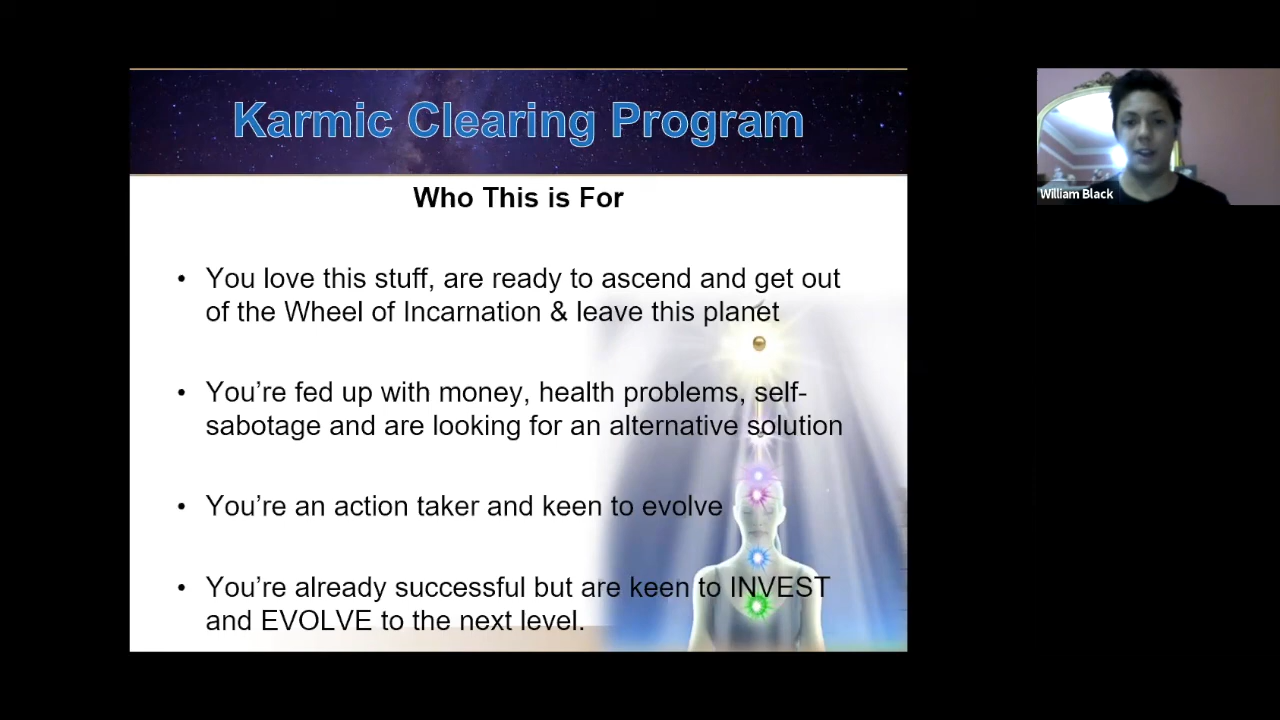 Karmic Clearing Program
Who This is For
• You love this stuff, are ready to ascend and get out
of the Wheel of Incarnation & leave this planet
• You’re fed up with money, health problems, self-
sabotage and are looking for an alternative solution
• You’re an action taker and keen to evolve
• You’re already successful but are keen to INVEST
and EVOLVE to the next level.
William Black